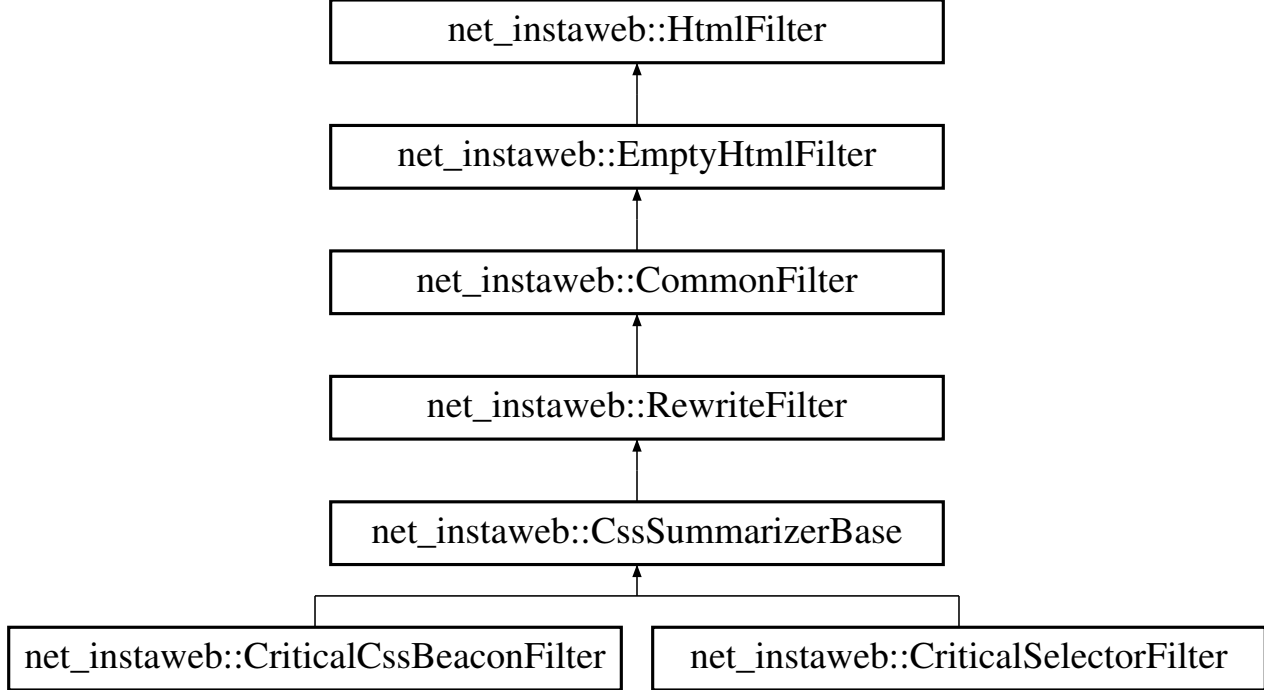 net_instaweb::HtmlFilter
net_instaweb::EmptyHtmlFilter
net_instaweb::CommonFilter
net_instaweb::RewriteFilter
net_instaweb::CssSummarizerBase
net_instaweb::CriticalCssBeaconFilter
net_instaweb::CriticalSelectorFilter